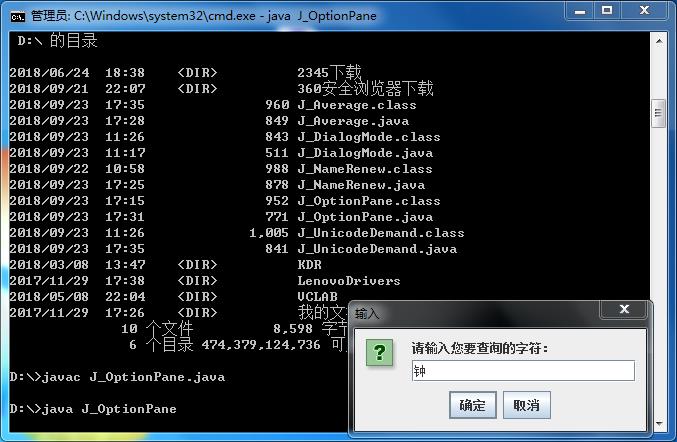 管理员: C:\Windows\system32\cmd.exe - java  J_OptionPane
D:\ 的目录
2018/06/24  18:38    <DIR>          2345下载
2018/09/21  22:07    <DIR>          360安全浏览器下载
2018/09/23  17:35               960 J_Average.class
2018/09/23  17:28               849 J_Average.java
2018/09/23  11:26               843 J_DialogMode.class
2018/09/23  11:17               511 J_DialogMode.java
2018/09/22  10:58               988 J_NameRenew.class
2018/09/23  17:25               878 J_NameRenew.java
2018/09/23  17:15               952 J_OptionPane.class
2018/09/23  17:31               771 J_OptionPane.java
2018/09/23  11:26             1,005 J_UnicodeDemand.class
2018/09/23  17:35               841 J_UnicodeDemand.java
2018/03/08  13:47    <DIR>          KDR
2017/11/29  17:38    <DIR>          LenovoDrivers
2018/05/08  22:04    <DIR>          VCLAB
2017/11/29  17:26    <DIR>          我的文
10 个文件          8,598 字节
6 个目录 474,379,124,736 可
D:\>javac J_OptionPane.java
D:\>java J_OptionPane
输入
请输入您要查询的字符：
钟
确定
取消